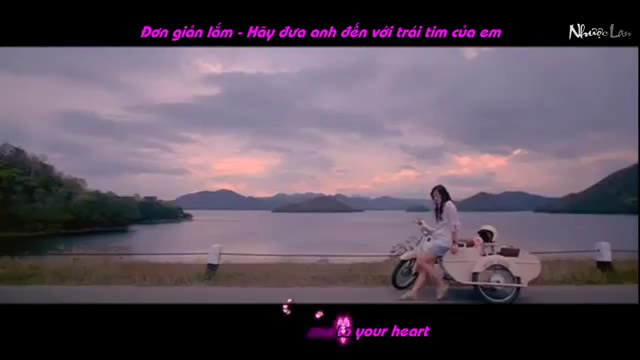 Đơn giản lắm - Hãy đưa anh đến với trái tim của em
Nhược Lan
your heart